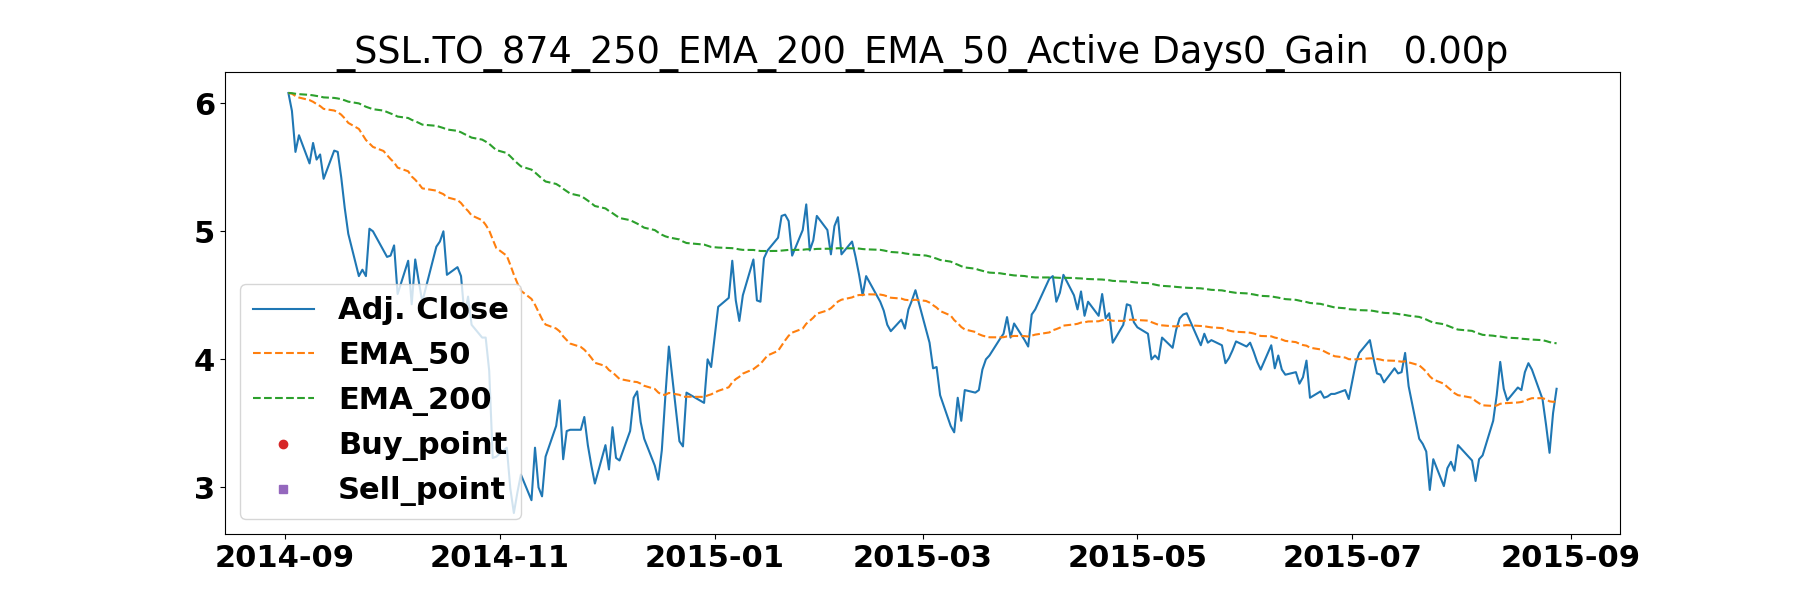 _SSL.TO_874_250_EMA_200_EMA_50_Active Days0_Gain   0.00p
6
5
4
3
Adj. Close
EMA_50
EMA_200
Buy_point
Sell_point
2014-09 2014-11 2015-01 2015-03 2015-05 2015-07 2015-09